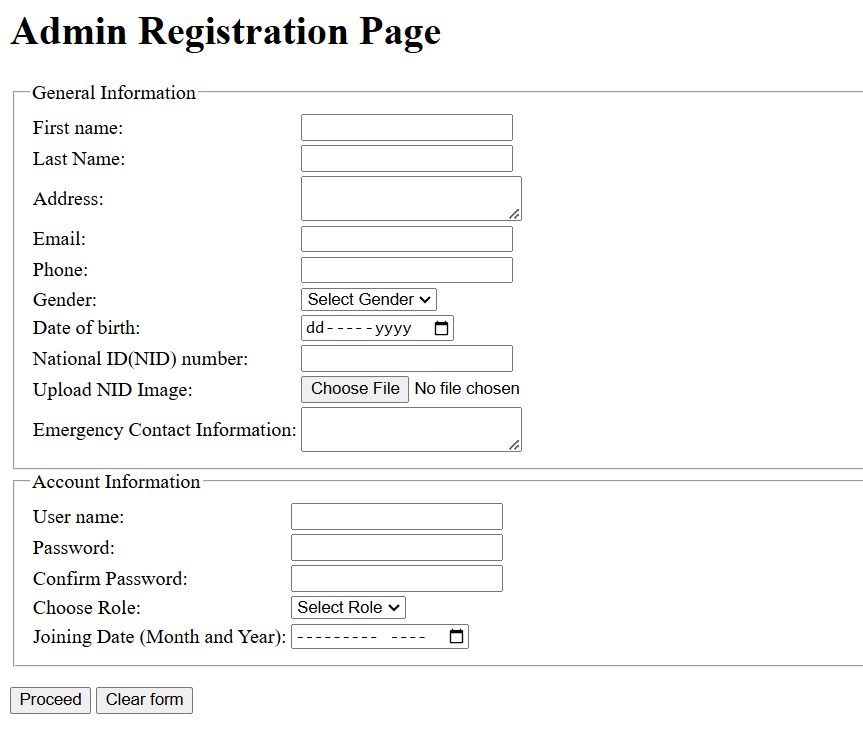 Admin Registration Page
General Information
First name:
Last Name:
Address:
Email:
Phone:
Gender: Select Gender
Date of birth: dd-----yyyy
National ID(NID) number:
Upload NID Image: Choose File No file chosen
Emergency Contact Information:
Account Information
User name:
Password:
Confirm Password:
Choose Role: Select Role
Joining Date (Month and Year): --------- ----
Proceed Clear form